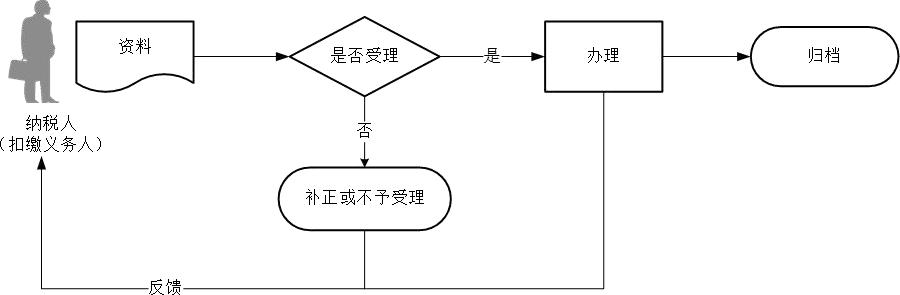 资料
是否受理
是
办理
归档
纳税人
（扣缴义务人）
否
补正或不予受理
反馈